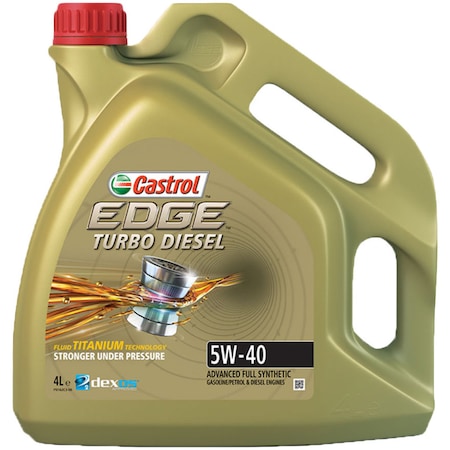 Castrol
EDGE
TURBO DIESEL
FLUID TITANIUM TECHNOLOGY
STRONGER UNDER PRESSURE
5W-40
ADVANCED FULL SYNTHETIC
GASOLINE/PETROL & DIESEL ENGINES
4L e
dexos